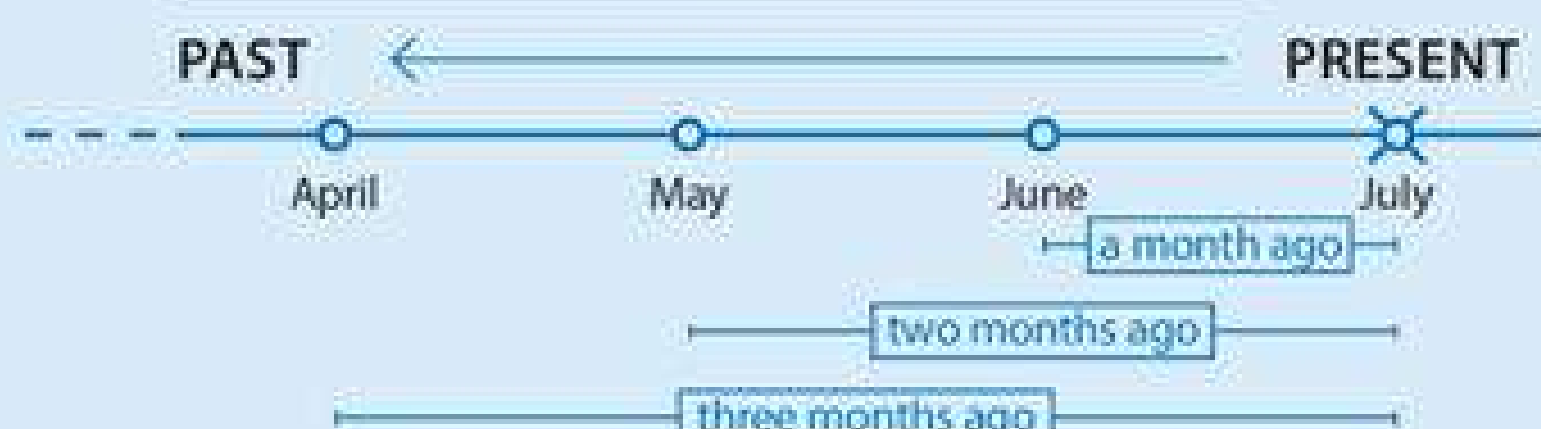 PAST PRESENT
April May June July
a month ago
two months ago
three months ago